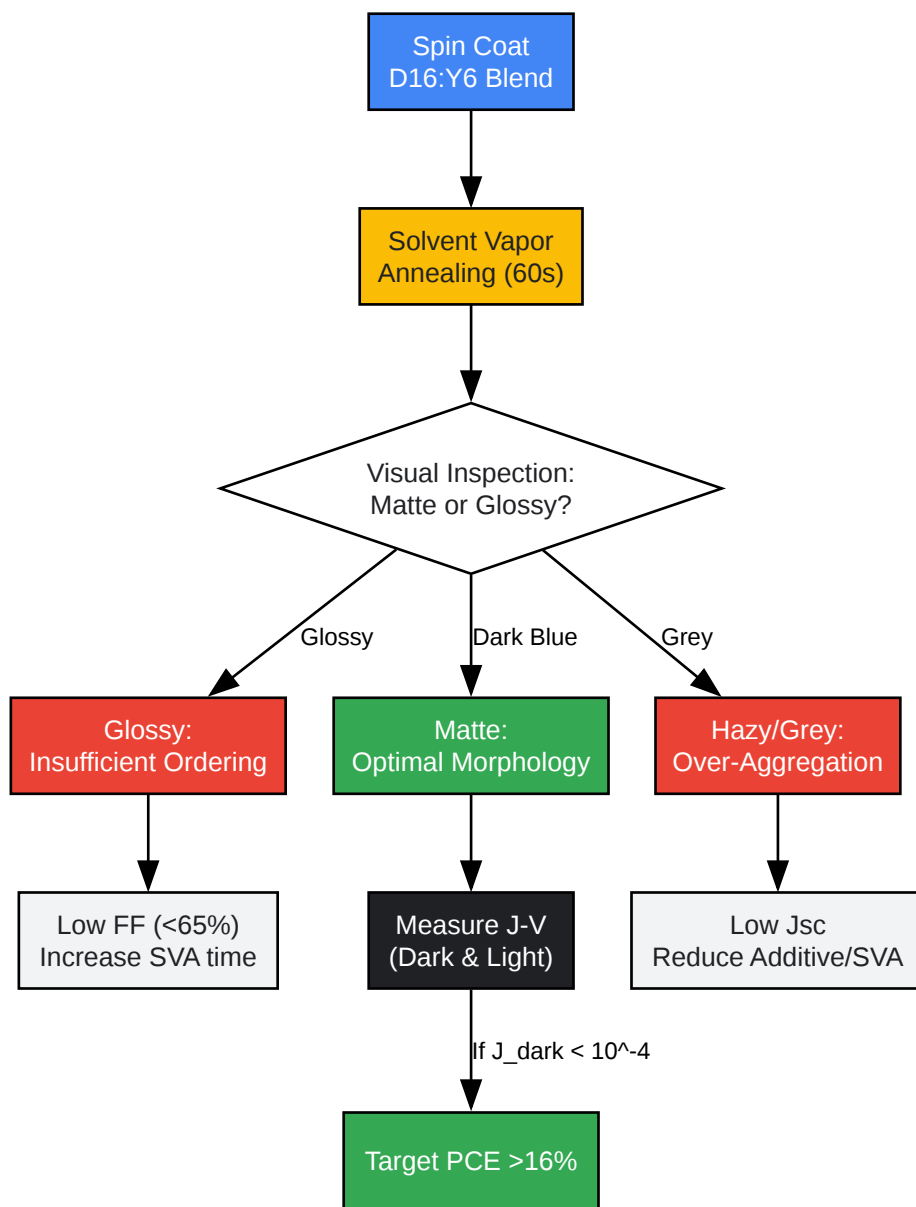 Spin Coat
D16:Y6 Blend
Solvent Vapor
Annealing (60s)
Visual Inspection:
Matte or Glossy?
Glossy
Dark Blue
Grey
Glossy:
Insufficient Ordering
Matte:
Optimal Morphology
Hazy/Grey:
Over-Aggregation
Low FF (<65%)
Increase SVA time
Measure J-V
(Dark & Light)
Low Jsc
Reduce Additive/SVA
If J_dark < 10^-4
Target PCE >16%